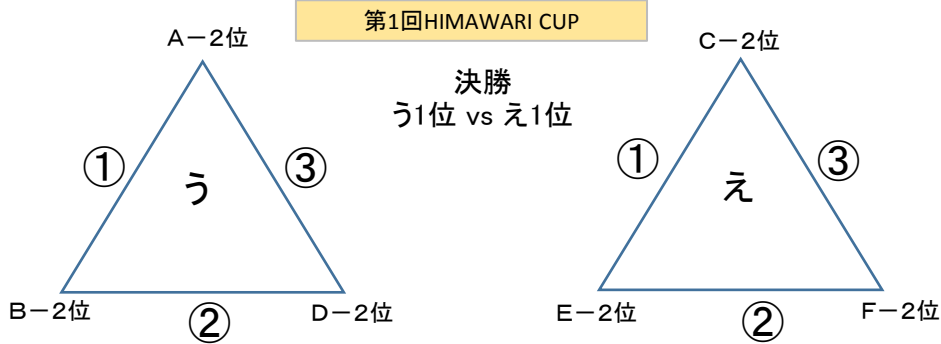 第1回HIMAWARI CUP
A－2位
C－2位
決勝
う1位 vs え1位
①
③
う
①
③
え
B－2位
②
D－2位
E－2位
②
F－2位